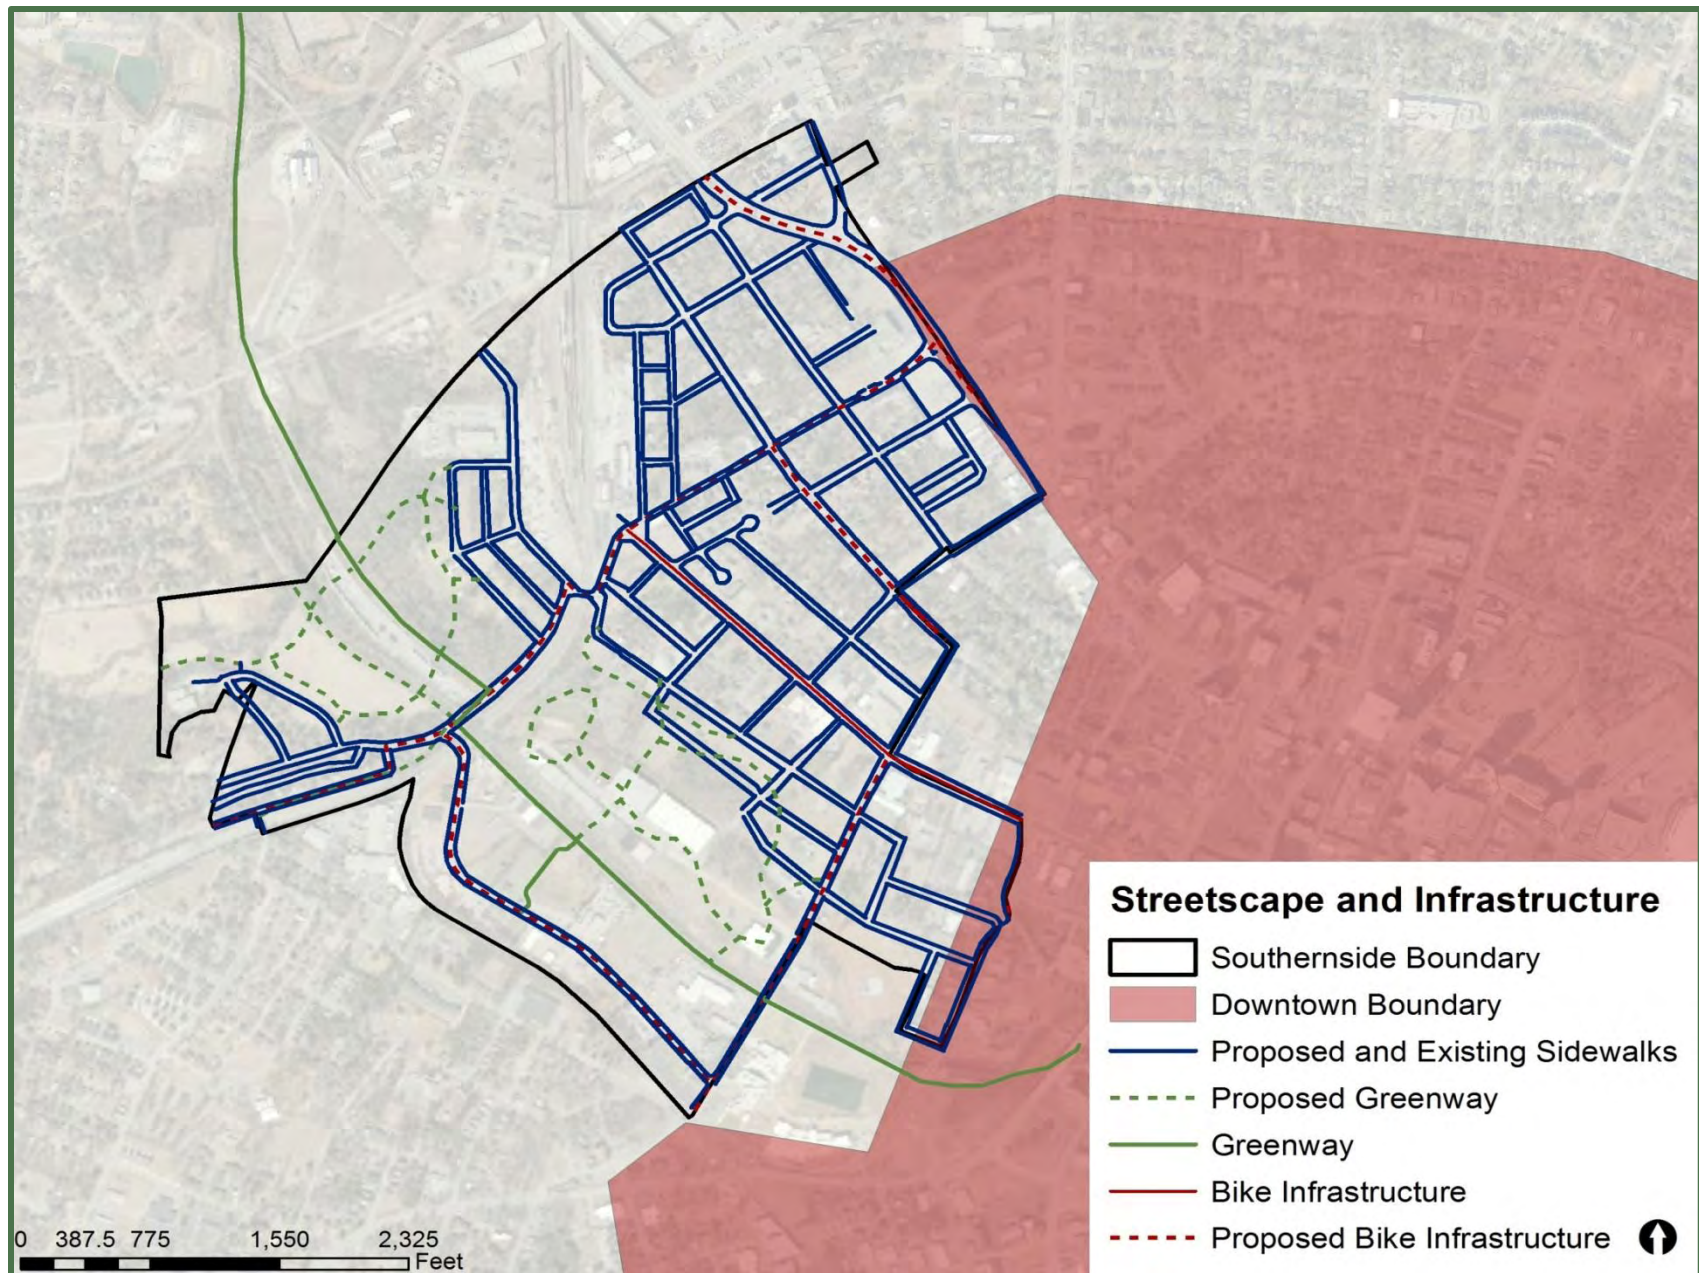 Streetscape and Infrastructure
Southernside Boundary
Downtown Boundary
Proposed and Existing Sidewalks
Proposed Greenway
Greenway
Bike Infrastructure
Proposed Bike Infrastructure
0 387.5 775 1,550 2,325
Feet